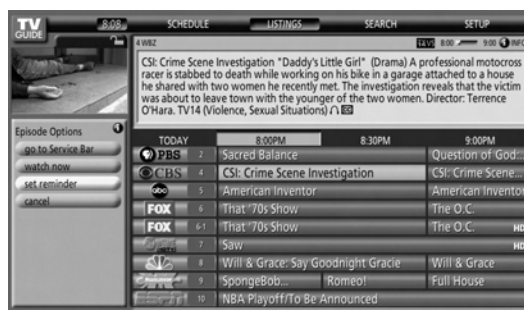 TV GUIDE 8:08 SCHEDULE LISTINGS SEARCH SETUP
4 WBZ 14 VS 8:00 9:00 INFO
CSI: Crime Scene Investigation "Daddy's Little Girl" (Drama) A professional motocross
racer is stabbed to death while working on his bike in a garage attached to a house
he shared with two women he recently met. The investigation reveals that the victim
was about to leave town with the younger of the two women. Director: Terrence
O'Hara. TV14 (Violence, Sexual Situations)
Episode Options
go to Service Bar
watch now
set reminder
cancel
TODAY 8:00PM 8:30PM 9:00PM
PBS 2 Sacred Balance Question of God:...
CBS 4 CSI: Crime Scene Investigation CSI: Crime Scene...
abc 5 American Inventor American Inventor
FOX 6 That '70s Show The O.C.
FOX 6-1 That '70s Show The O.C. HD
7 Saw HD
8 Will & Grace: Say Goodnight Gracie Will & Grace
9 SpongeBob... Romeo! Full House
ESPN 10 NBA Playoff/To Be Announced